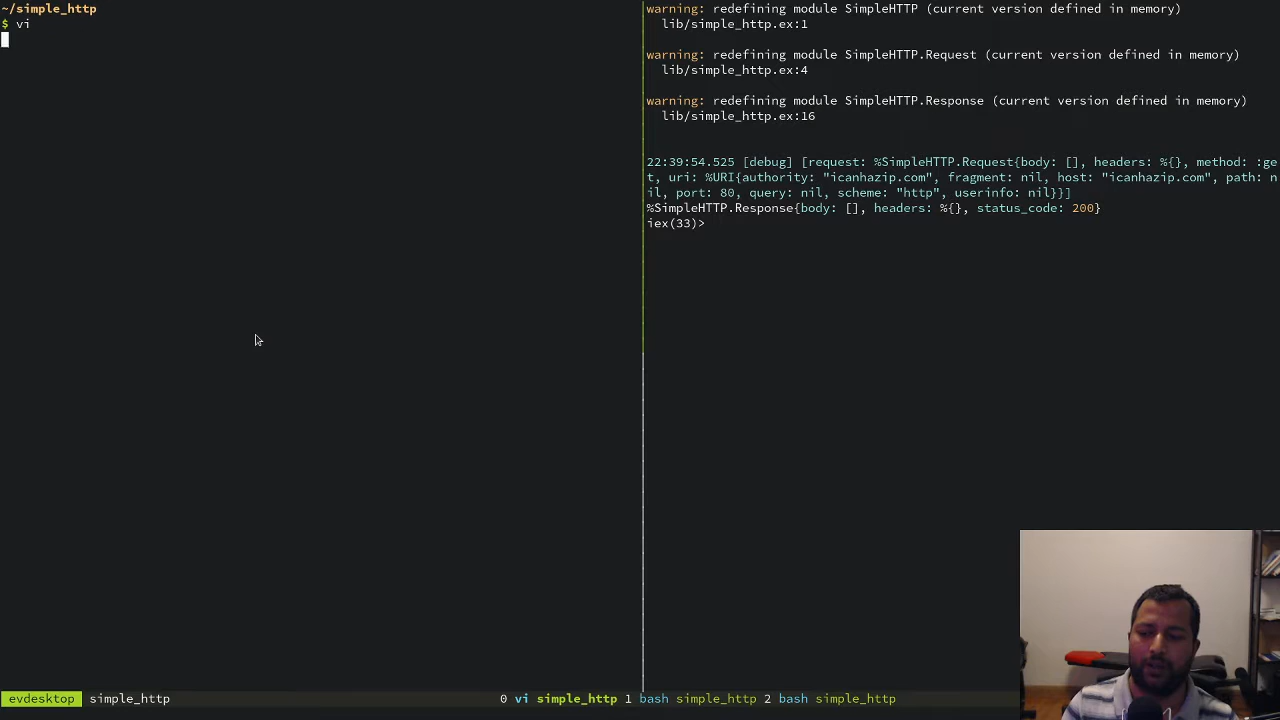 ~/simple_http
$ vi
warning: redefining module SimpleHTTP (current version defined in memory)
lib/simple_http.ex:1
warning: redefining module SimpleHTTP.Request (current version defined in memory)
lib/simple_http.ex:4
warning: redefining module SimpleHTTP.Response (current version defined in memory)
lib/simple_http.ex:16
22:39:54.525 [debug] [request: %SimpleHTTP.Request{body: [], headers: %{}, method: :ge
t, uri: %URI{authority: "icanhazip.com", fragment: nil, host: "icanhazip.com", path: n
il, port: 80, query: nil, scheme: "http", userinfo: nil}}]
%SimpleHTTP.Response{body: [], headers: %{}, status_code: 200}
iex(33)>
evdesktop simple_http 0 vi simple_http 1 bash simple_http 2 bash simple_http